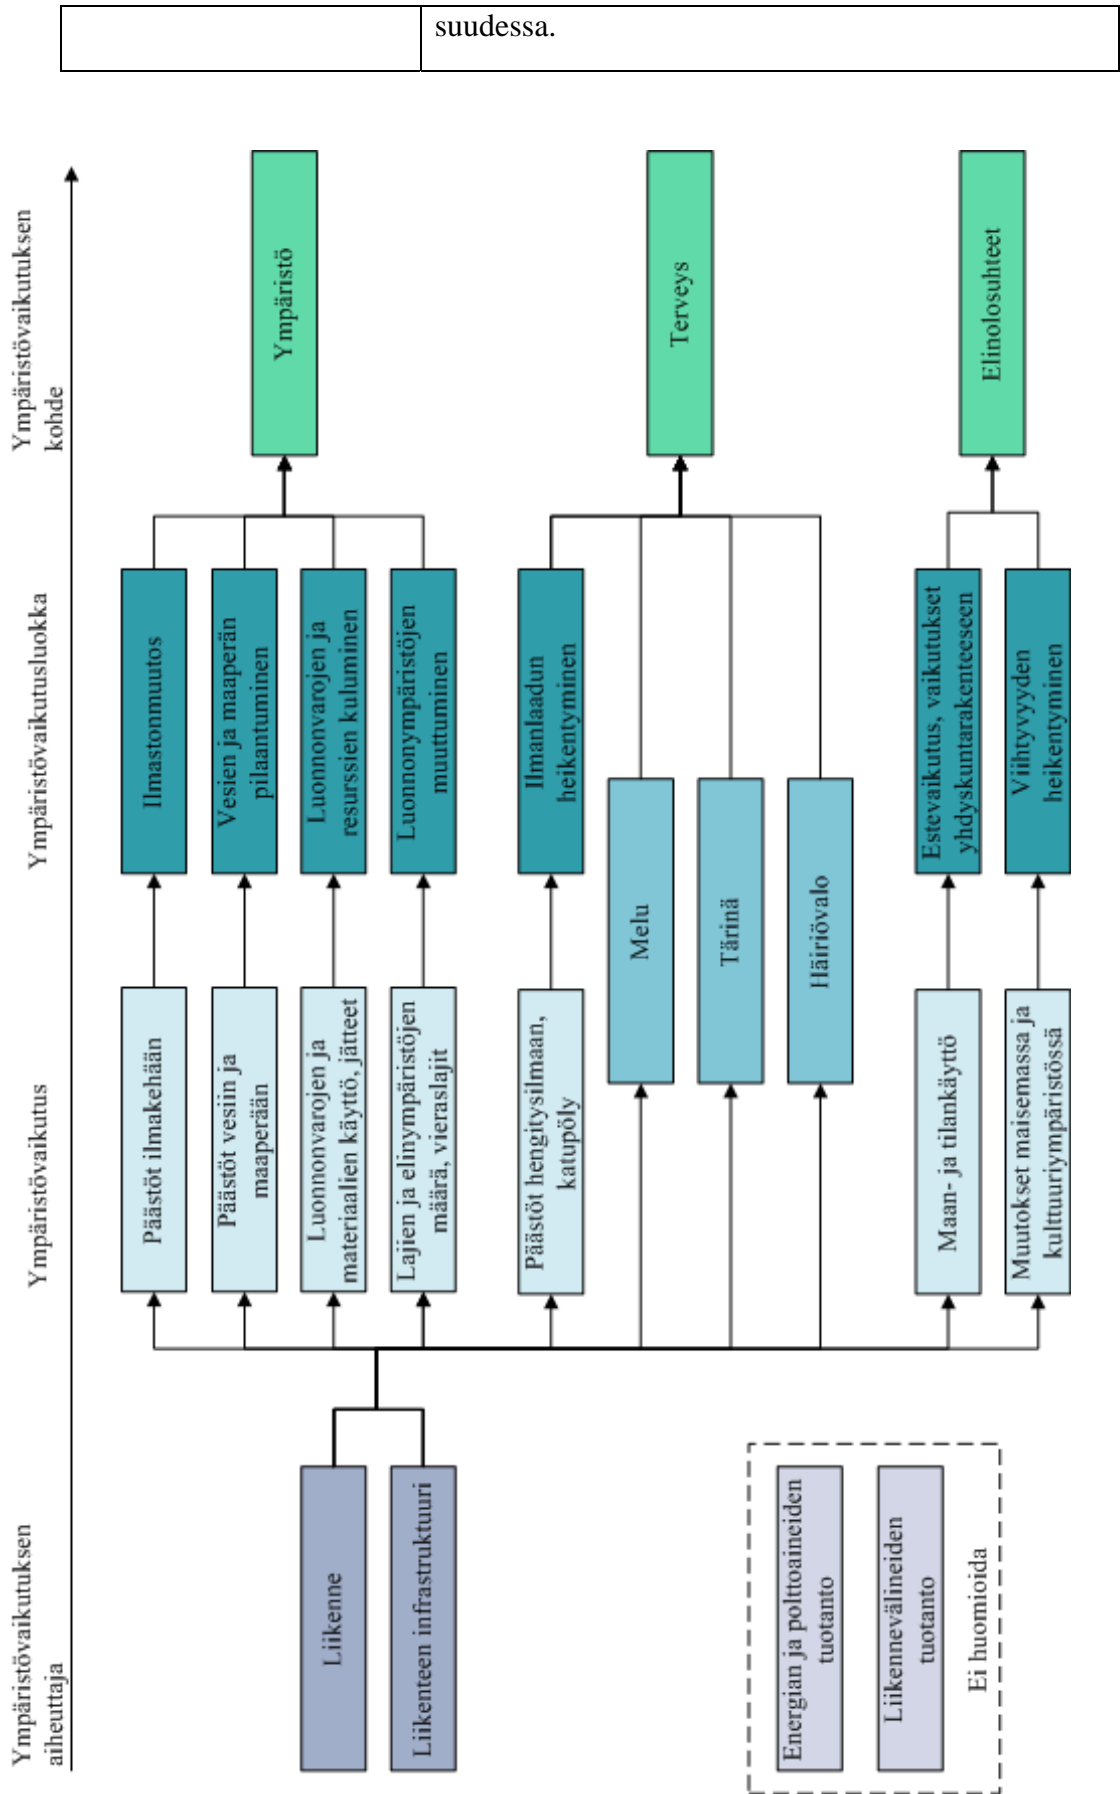 suudessa.
Ympäristövaikutuksen
aiheuttaja
Ympäristövaikutus
Ympäristövaikutusluokka
Ympäristövaikutuksen
kohde
Liikenne
Liikenteen infrastruktuuri
Päästöt ilmakehään
Ilmastonmuutos
Päästöt vesiin ja
maaperään
Vesien ja maaperän
pilaantuminen
Luonnonvarojen ja
materiaalien käyttö, jätteet
Luonnonvarojen ja
resurssien kuluminen
Lajien ja elinympäristöjen
määrä, vieraslajit
Luonnonympäristöjen
muuttuminen
Ympäristö
Päästöt hengitysilmaan,
katupöly
Ilmanlaadun
heikentyminen
Melu
Tärinä
Häiriövalo
Terveys
Maan- ja tilankäyttö
Estevaikutus, vaikutukset
yhdyskuntarakenteeseen
Muutokset maisemassa ja
kulttuuriympäristössä
Viihtyvyyden
heikentyminen
Elinolosuhteet
Energian ja polttoaineiden
tuotanto
Liikennevälineiden
tuotanto
Ei huomioida